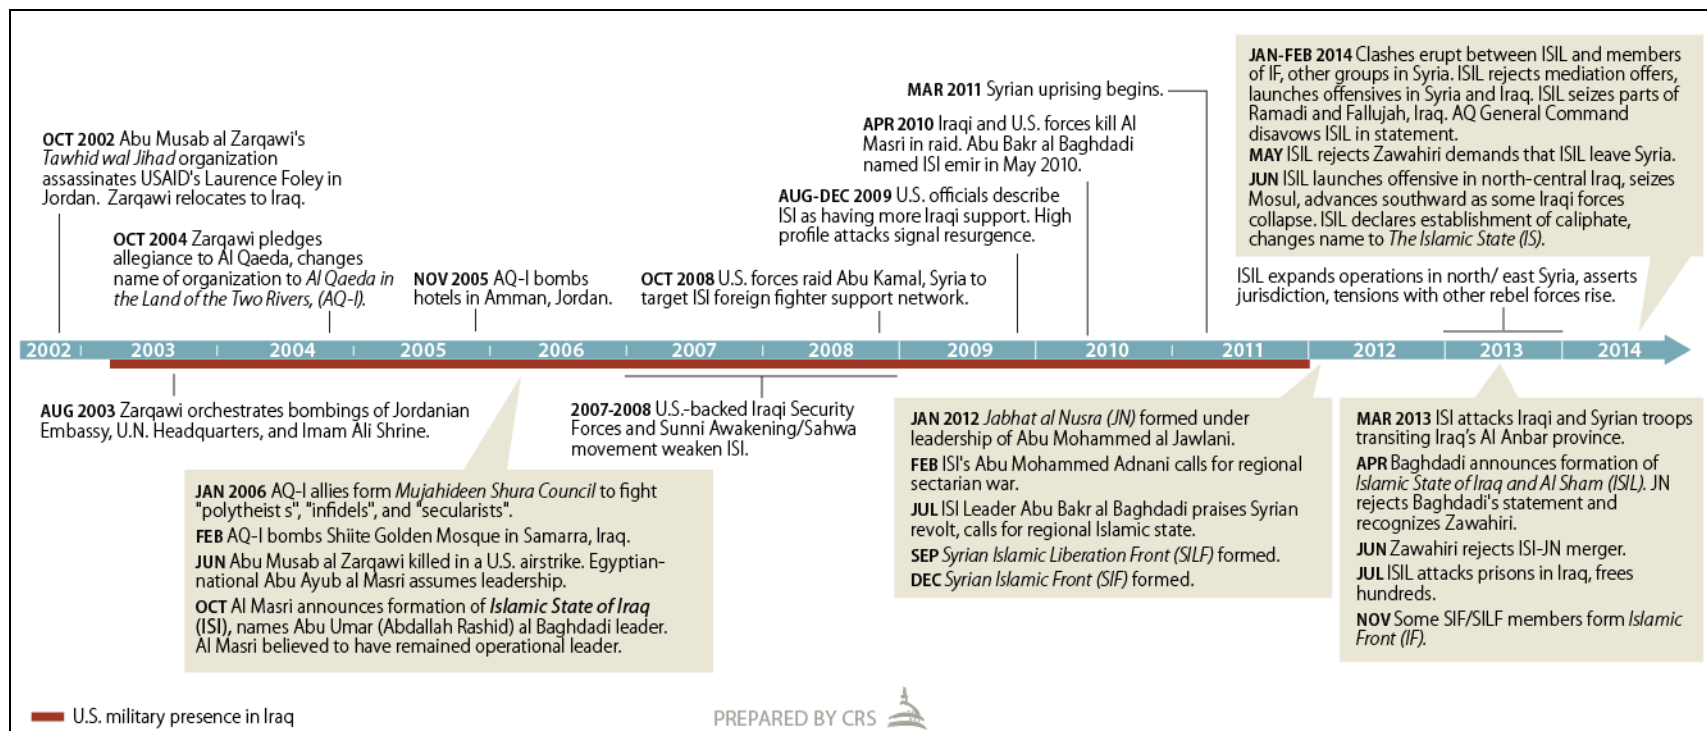 OCT 2002 Abu Musab al Zarqawi's
Tawhid wal Jihad organization
assassinates USAID's Laurence Foley in
Jordan. Zarqawi relocates to Iraq.
OCT 2004 Zarqawi pledges
allegiance to Al Qaeda, changes
name of organization to Al Qaeda in
the Land of the Two Rivers, (AQ-I).
NOV 2005 AQ-I bombs
hotels in Amman, Jordan.
OCT 2008 U.S. forces raid Abu Kamal, Syria to
target ISI foreign fighter support network.
AUG-DEC 2009 U.S. officials describe
ISI as having more Iraqi support. High
profile attacks signal resurgence.
APR 2010 Iraqi and U.S. forces kill Al
Masri in raid. Abu Bakr al Baghdadi
named ISI emir in May 2010.
MAR 2011 Syrian uprising begins.
JAN-FEB 2014 Clashes erupt between ISIL and members
of IF, other groups in Syria. ISIL rejects mediation offers,
launches offensives in Syria and Iraq. ISIL seizes parts of
Ramadi and Fallujah, Iraq. AQ General Command
disavows ISIL in statement.
MAY ISIL rejects Zawahiri demands that ISIL leave Syria.
JUN ISIL launches offensive in north-central Iraq, seizes
Mosul, advances southward as some Iraqi forces
collapse. ISIL declares establishment of caliphate,
changes name to The Islamic State (IS).
ISIL expands operations in north/ east Syria, asserts
jurisdiction, tensions with other rebel forces rise.
2002 2003 2004 2005 2006 2007 2008 2009 2010 2011 2012 2013 2014
AUG 2003 Zarqawi orchestrates bombings of Jordanian
Embassy, U.N. Headquarters, and Imam Ali Shrine.
JAN 2006 AQ-I allies form Mujahideen Shura Council to fight
"polytheist s", "infidels", and "secularists".
FEB AQ-I bombs Shiite Golden Mosque in Samarra, Iraq.
JUN Abu Musab al Zarqawi killed in a U.S. airstrike. Egyptian-
national Abu Ayub al Masri assumes leadership.
OCT Al Masri announces formation of Islamic State of Iraq
(ISI), names Abu Umar (Abdallah Rashid) al Baghdadi leader.
Al Masri believed to have remained operational leader.
2007-2008 U.S.-backed Iraqi Security
Forces and Sunni Awakening/Sahwa
movement weaken ISI.
JAN 2012 Jabhat al Nusra (JN) formed under
leadership of Abu Mohammed al Jawlani.
FEB ISI's Abu Mohammed Adnani calls for regional
sectarian war.
JUL ISI Leader Abu Bakr al Baghdadi praises Syrian
revolt, calls for regional Islamic state.
SEP Syrian Islamic Liberation Front (SILF) formed.
DEC Syrian Islamic Front (SIF) formed.
MAR 2013 ISI attacks Iraqi and Syrian troops
transiting Iraq's Al Anbar province.
APR Baghdadi announces formation of
Islamic State of Iraq and Al Sham (ISIL). JN
rejects Baghdadi's statement and
recognizes Zawahiri.
JUN Zawahiri rejects ISI-JN merger.
JUL ISIL attacks prisons in Iraq, frees
hundreds.
NOV Some SIF/SILF members form Islamic
Front (IF).
U.S. military presence in Iraq
PREPARED BY CRS